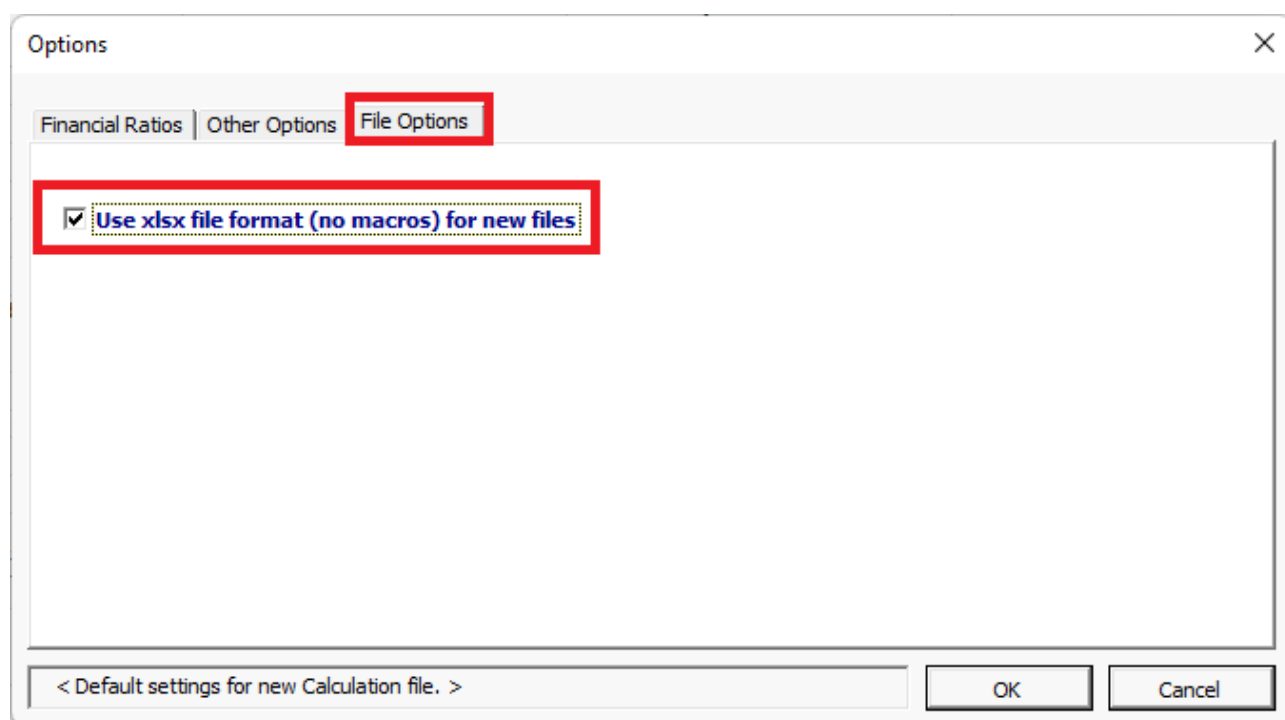 Options
Financial Ratios
Other Options
File Options
Use xlsx file format (no macros) for new files
< Default settings for new Calculation file. >
OK
Cancel